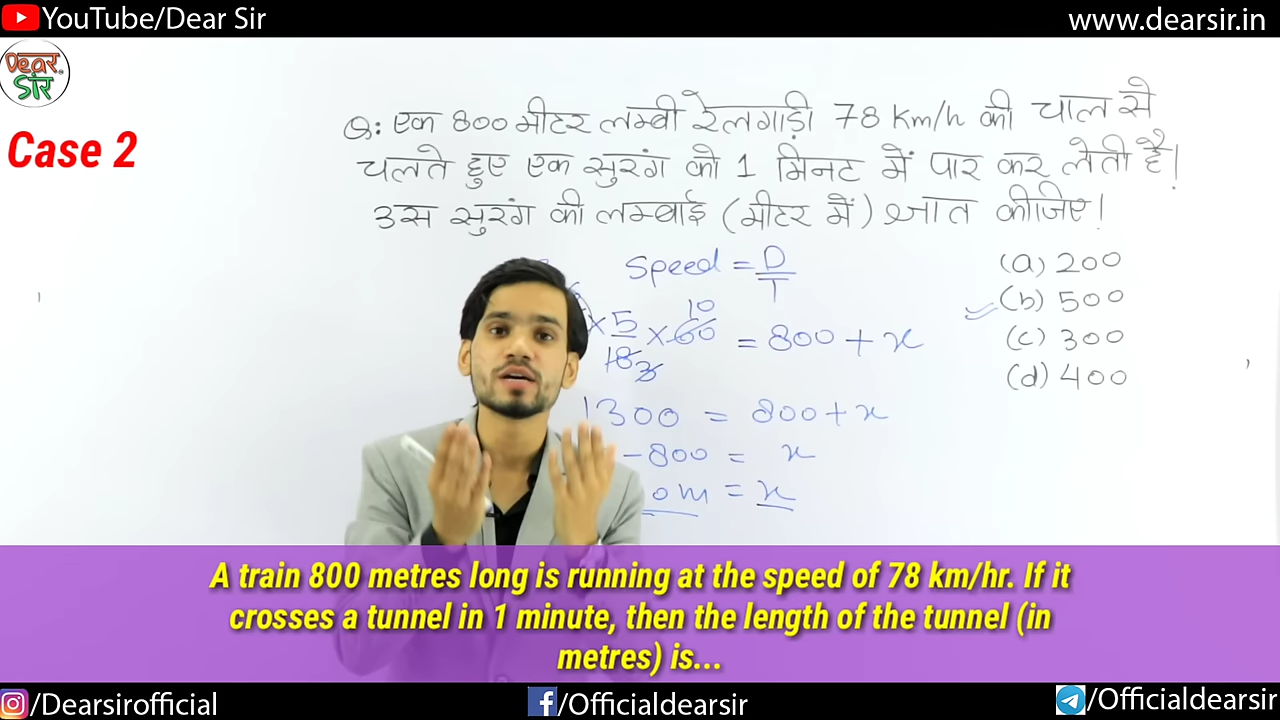 YouTube/Dear Sir
www.dearsir.in
Dear Sir
Case 2
Q: एक 800 मीटर लम्बी रेलगाड़ी 78 Km/h की चाल से
चलते हुए एक सुरंग को 1 मिनट में पार कर लेती है।
उस सुरंग की लम्बाई (मीटर में) ज्ञात कीजिए।
Speed = D/T
(a) 200
(b) 500
× 5/18 × 60 = 800 + x
10
3
(c) 300
(d) 400
1300 = 800 + x
- 800 = x
0m = x
A train 800 metres long is running at the speed of 78 km/hr. If it
crosses a tunnel in 1 minute, then the length of the tunnel (in
metres) is...
/Dearsirofficial
/Officialdearsir
/Officialdearsir